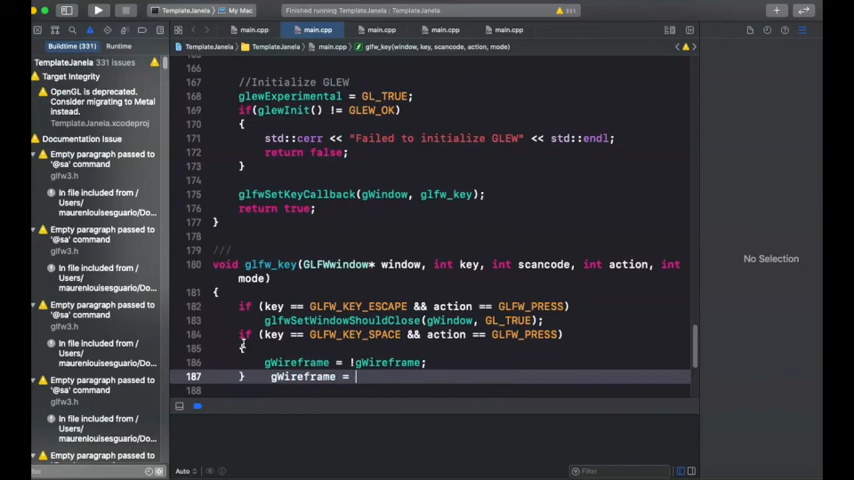 TemplateJanela
My Mac
Finished running TemplateJanela
331
main.cpp
main.cpp
main.cpp
main.cpp
main.cpp
Buildtime (331)
Runtime
TemplateJanela
TemplateJanela
main.cpp
glfw_key(window, key, scancode, action, mode)
TemplateJanela 331 Issues
Target Integrity
OpenGL is deprecated.
Consider migrating to Metal
instead.
TemplateJanela.xcodeproj
Documentation Issue
Empty paragraph passed to
'@sa' command
glfw3.h
In file included from /
Users/
maurenlouisesguario/Do...
Empty paragraph passed to
'@sa' command
glfw3.h
In file included from /
Users/
maurenlouisesguario/Do...
Empty paragraph passed to
'@sa' command
glfw3.h
In file included from /
Users/
maurenlouisesguario/Do...
Empty paragraph passed to
'@sa' command
glfw3.h
In file included from /
Users/
maurenlouisesguario/Do...
Empty paragraph passed to
166
167 //Initialize GLEW
168 glewExperimental = GL_TRUE;
169 if(glewInit() != GLEW_OK)
170 {
171 std::cerr << "Failed to initialize GLEW" << std::endl;
172 return false;
173 }
174
175 glfwSetKeyCallback(gWindow, glfw_key);
176 return true;
177 }
178
179 ///
180 void glfw_key(GLFWwindow* window, int key, int scancode, int action, int
mode)
181 {
182 if (key == GLFW_KEY_ESCAPE && action == GLFW_PRESS)
183 glfwSetWindowShouldClose(gWindow, GL_TRUE);
184 if (key == GLFW_KEY_SPACE && action == GLFW_PRESS)
185 {
186 gWireframe = !gWireframe;
187 } gWireframe =
188
No Selection
Auto
Filter